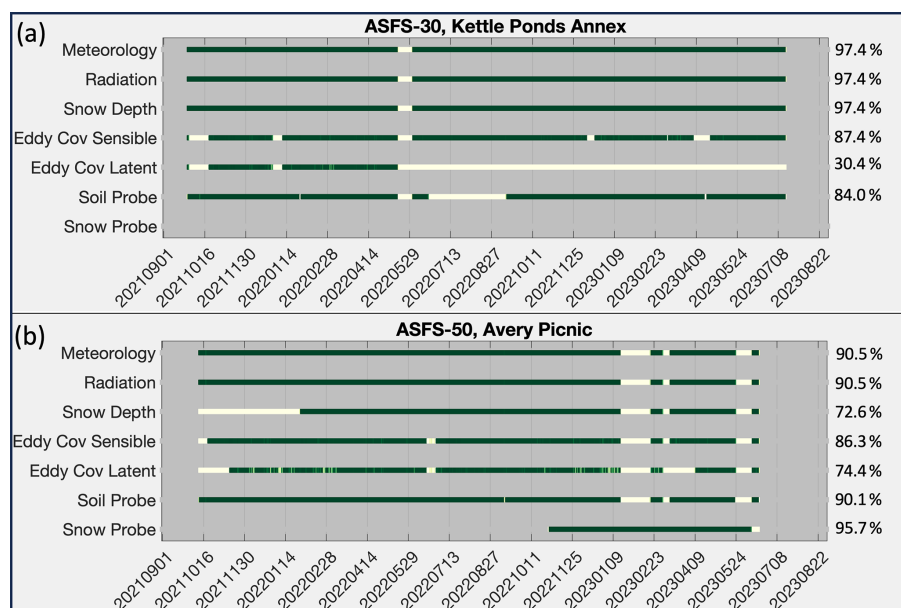 (a)
ASFS-30, Kettle Ponds Annex
Meteorology 97.4 %
Radiation 97.4 %
Snow Depth 97.4 %
Eddy Cov Sensible 87.4 %
Eddy Cov Latent 30.4 %
Soil Probe 84.0 %
Snow Probe
20210901 20211016 20211130 20220114 20220228 20220414 20220529 20220713 20220827 20221011 20221125 20230109 20230223 20230409 20230524 20230708 20230822
(b)
ASFS-50, Avery Picnic
Meteorology 90.5 %
Radiation 90.5 %
Snow Depth 72.6 %
Eddy Cov Sensible 86.3 %
Eddy Cov Latent 74.4 %
Soil Probe 90.1 %
Snow Probe 95.7 %
20210901 20211016 20211130 20220114 20220228 20220414 20220529 20220713 20220827 20221011 20221125 20230109 20230223 20230409 20230524 20230708 20230822